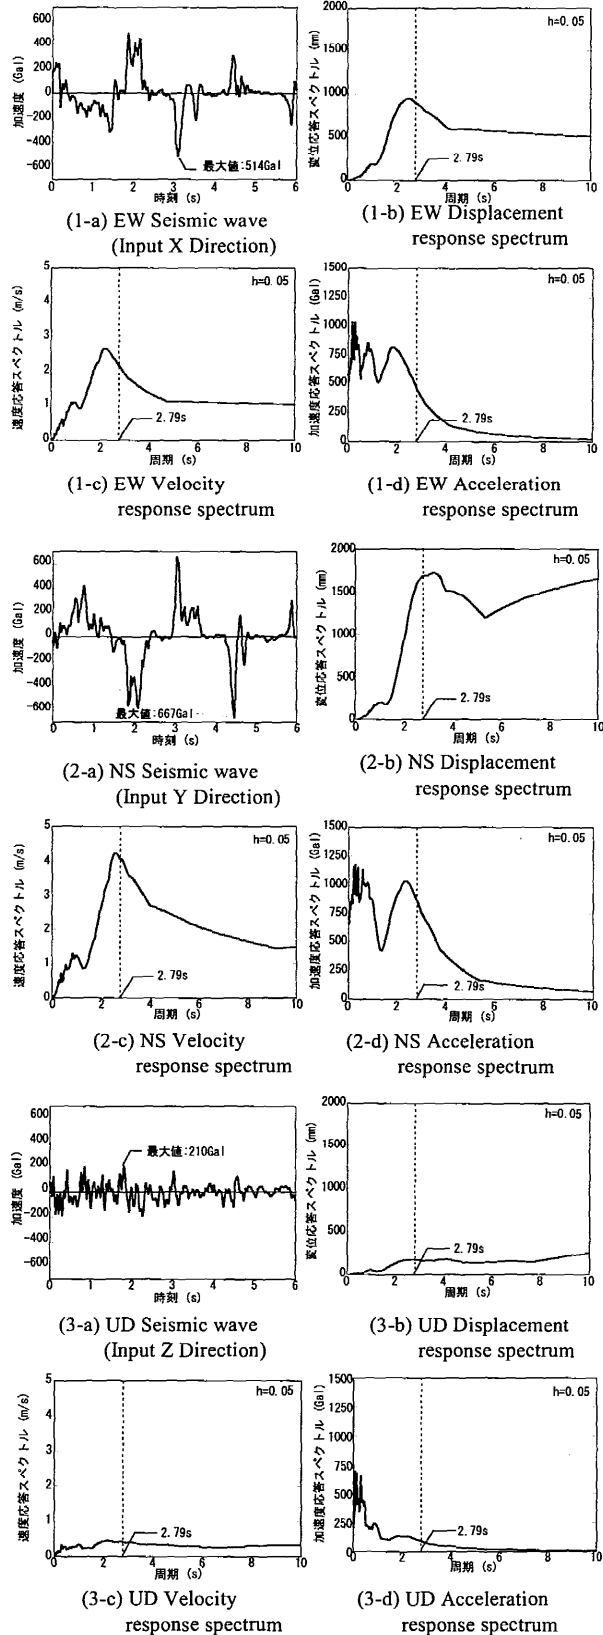 加速度 (Gal)
600
400
200
0
-200
-400
-600
最大値:514Gal
0 1 2 3 4 5 6
時刻 (s)
(1-a) EW Seismic wave
(Input X Direction)
変位応答スペクトル (mm)
2000
1500
1000
500
0
h=0.05
2.79s
0 2 4 6 8 10
周期 (s)
(1-b) EW Displacement
response spectrum
速度応答スペクトル (m/s)
5
4
3
2
1
0
h=0.05
2.79s
0 2 4 6 8 10
周期 (s)
(1-c) EW Velocity
response spectrum
加速度応答スペクトル (Gal)
1500
1250
1000
750
500
250
0
h=0.05
2.79s
0 2 4 6 8 10
周期 (s)
(1-d) EW Acceleration
response spectrum
加速度 (Gal)
600
400
200
0
-200
-400
-600
最大値:667Gal
0 1 2 3 4 5 6
時刻 (s)
(2-a) NS Seismic wave
(Input Y Direction)
変位応答スペクトル (mm)
2000
1500
1000
500
0
h=0.05
2.79s
0 2 4 6 8 10
周期 (s)
(2-b) NS Displacement
response spectrum
速度応答スペクトル (m/s)
5
4
3
2
1
0
h=0.05
2.79s
0 2 4 6 8 10
周期 (s)
(2-c) NS Velocity
response spectrum
加速度応答スペクトル (Gal)
1500
1250
1000
750
500
250
0
h=0.05
2.79s
0 2 4 6 8 10
周期 (s)
(2-d) NS Acceleration
response spectrum
加速度 (Gal)
600
400
200
0
-200
-400
-600
最大値:210Gal
0 1 2 3 4 5 6
時刻 (s)
(3-a) UD Seismic wave
(Input Z Direction)
変位応答スペクトル (mm)
2000
1500
1000
500
0
h=0.05
2.79s
0 2 4 6 8 10
周期 (s)
(3-b) UD Displacement
response spectrum
速度応答スペクトル (m/s)
5
4
3
2
1
0
h=0.05
2.79s
0 2 4 6 8 10
周期 (s)
(3-c) UD Velocity
response spectrum
加速度応答スペクトル (Gal)
1500
1250
1000
750
500
250
0
h=0.05
2.79s
0 2 4 6 8 10
周期 (s)
(3-d) UD Acceleration
response spectrum